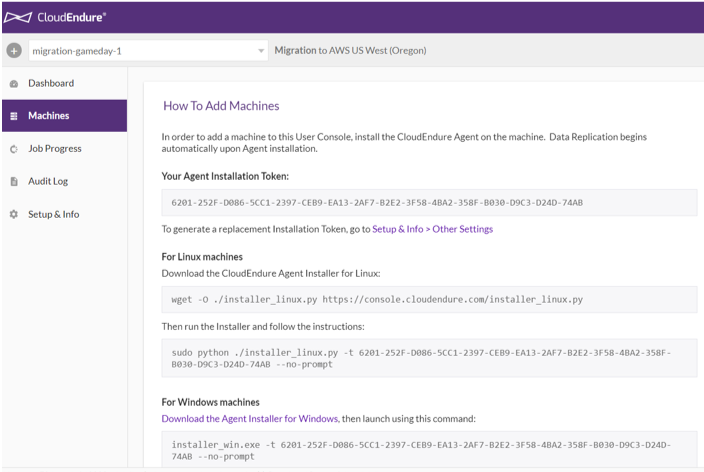 CloudEndure®
migration-gameday-1
Migration to AWS US West (Oregon)
Dashboard
Machines
Job Progress
Audit Log
Setup & Info
How To Add Machines
In order to add a machine to this User Console, install the CloudEndure Agent on the machine. Data Replication begins
automatically upon Agent installation.
Your Agent Installation Token:
6201-252F-D086-5CC1-2397-CEB9-EA13-2AF7-B2E2-3F58-4BA2-358F-B030-D9C3-D24D-74AB
To generate a replacement Installation Token, go to Setup & Info > Other Settings
For Linux machines
Download the CloudEndure Agent Installer for Linux:
wget -O ./installer_linux.py https://console.cloudendure.com/installer_linux.py
Then run the Installer and follow the instructions:
sudo python ./installer_linux.py -t 6201-252F-D086-5CC1-2397-CEB9-EA13-2AF7-B2E2-3F58-4BA2-358F-
B030-D9C3-D24D-74AB --no-prompt
For Windows machines
Download the Agent Installer for Windows, then launch using this command:
installer_win.exe -t 6201-252F-D086-5CC1-2397-CEB9-EA13-2AF7-B2E2-3F58-4BA2-358F-B030-D9C3-D24D-
74AB --no-prompt